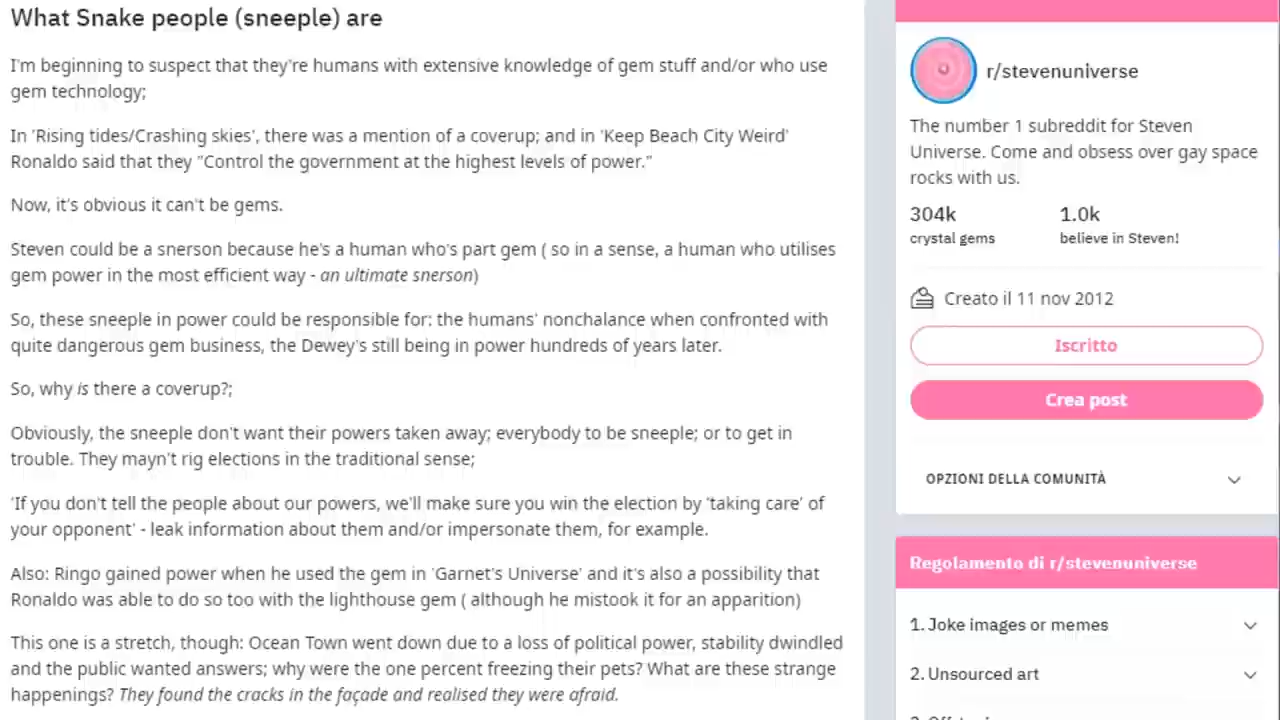 What Snake people (sneeple) are
I'm beginning to suspect that they're humans with extensive knowledge of gem stuff and/or who use
gem technology;
In 'Rising tides/Crashing skies', there was a mention of a coverup; and in 'Keep Beach City Weird'
Ronaldo said that they "Control the government at the highest levels of power."
Now, it's obvious it can't be gems.
Steven could be a snerson because he's a human who's part gem ( so in a sense, a human who utilises
gem power in the most efficient way - an ultimate snerson)
So, these sneeple in power could be responsible for: the humans' nonchalance when confronted with
quite dangerous gem business, the Dewey's still being in power hundreds of years later.
So, why is there a coverup?;
Obviously, the sneeple don't want their powers taken away; everybody to be sneeple; or to get in
trouble. They mayn't rig elections in the traditional sense;
'If you don't tell the people about our powers, we'll make sure you win the election by 'taking care' of
your opponent' - leak information about them and/or impersonate them, for example.
Also: Ringo gained power when he used the gem in 'Garnet's Universe' and it's also a possibility that
Ronaldo was able to do so too with the lighthouse gem ( although he mistook it for an apparition)
This one is a stretch, though: Ocean Town went down due to a loss of political power, stability dwindled
and the public wanted answers; why were the one percent freezing their pets? What are these strange
happenings? They found the cracks in the façade and realised they were afraid.
r/stevenuniverse
The number 1 subreddit for Steven
Universe. Come and obsess over gay space
rocks with us.
304k 1.0k
crystal gems believe in Steven!
Creato il 11 nov 2012
Iscritto
Crea post
OPZIONI DELLA COMUNITÀ
Regolamento di r/stevenuniverse
1. Joke images or memes
2. Unsourced art